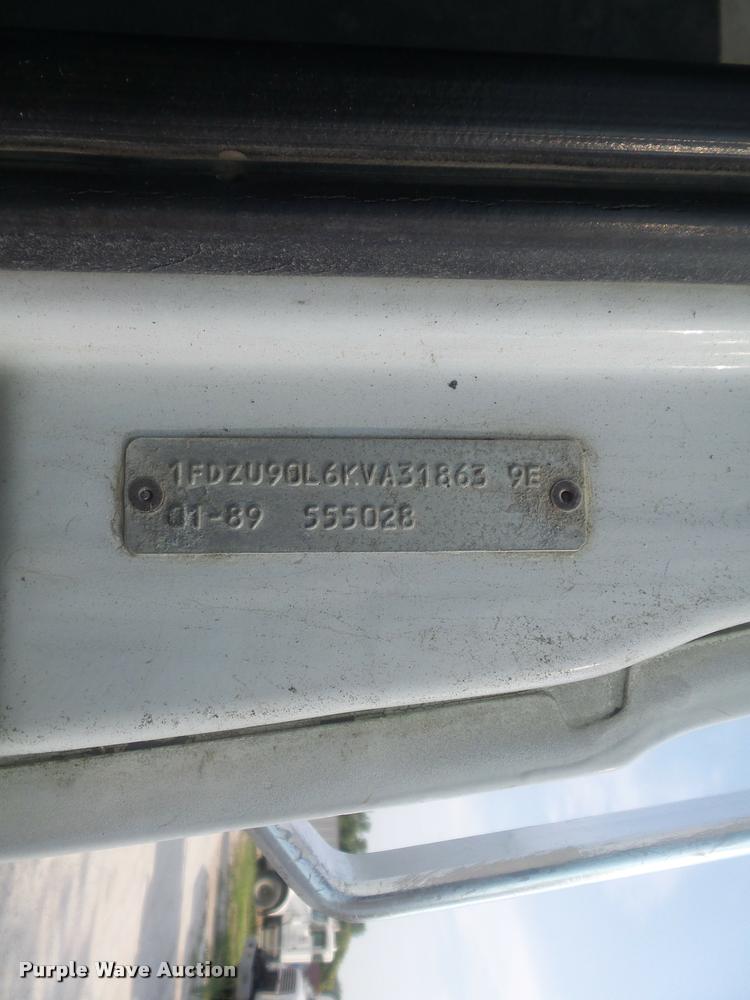 1FDZU90L6KVA31863 9E
01-89 555028
Purple Wave Auction